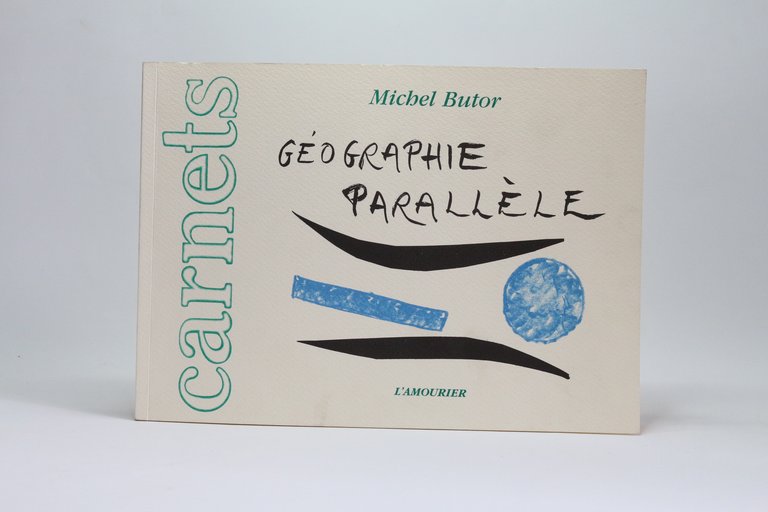 carnets
Michel Butor
GÉOGRAPHIE
PARALLÈLE
L'AMOURIER